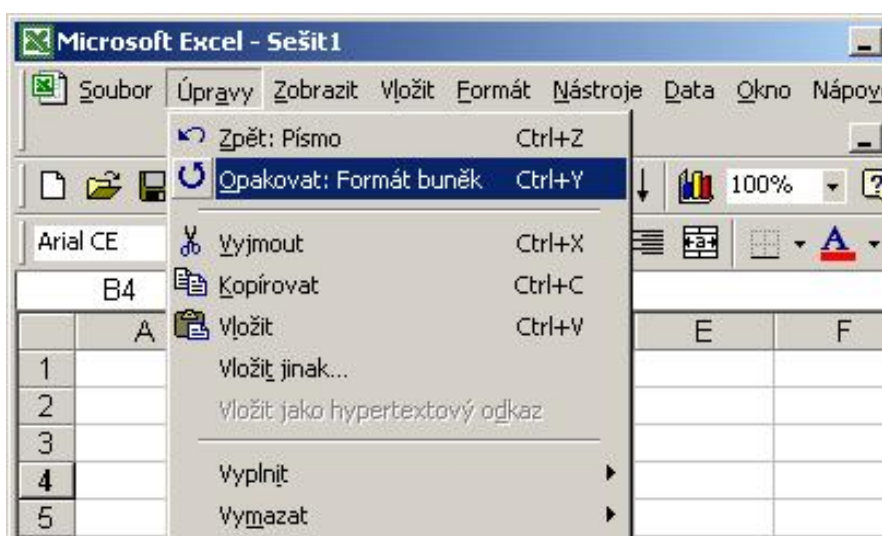 Microsoft Excel - Sešit1
Soubor Úpravy Zobrazit Vložit Formát Nástroje Data Okno
Zpět: Písmo Ctrl+Z
Opakovat: Formát buněk Ctrl+Y
100%
Arial CE
Vyjmout Ctrl+X
B4
Kopírovat Ctrl+C
A
Vložit Ctrl+V
E F
1
Vložit jinak...
2
Vložit jako hypertextový odkaz
3
4
Vyplnit
5
Vymazat